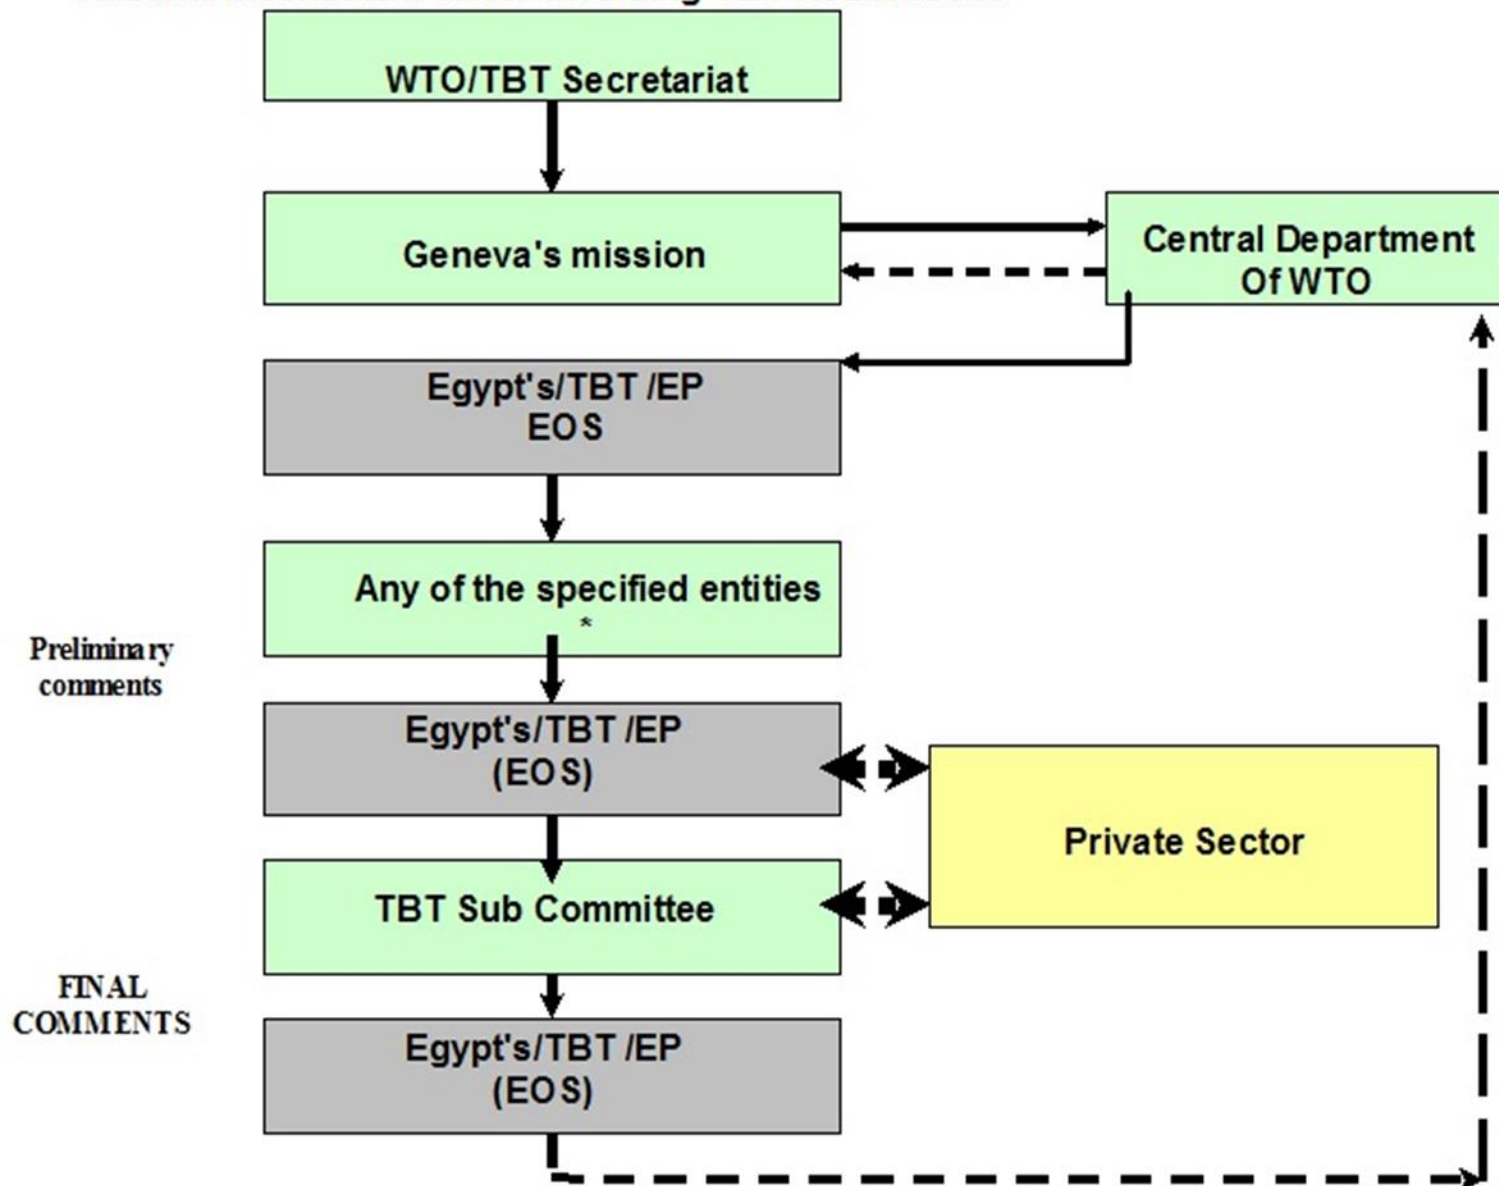 WTO/TBT Secretariat
Geneva's mission
Central Department
Of WTO
Egypt's/TBT /EP
EOS
Any of the specified entities
*
Preliminary
comments
Egypt's/TBT /EP
(EOS)
Private Sector
TBT Sub Committee
FINAL
COMMENTS
Egypt's/TBT /EP
(EOS)